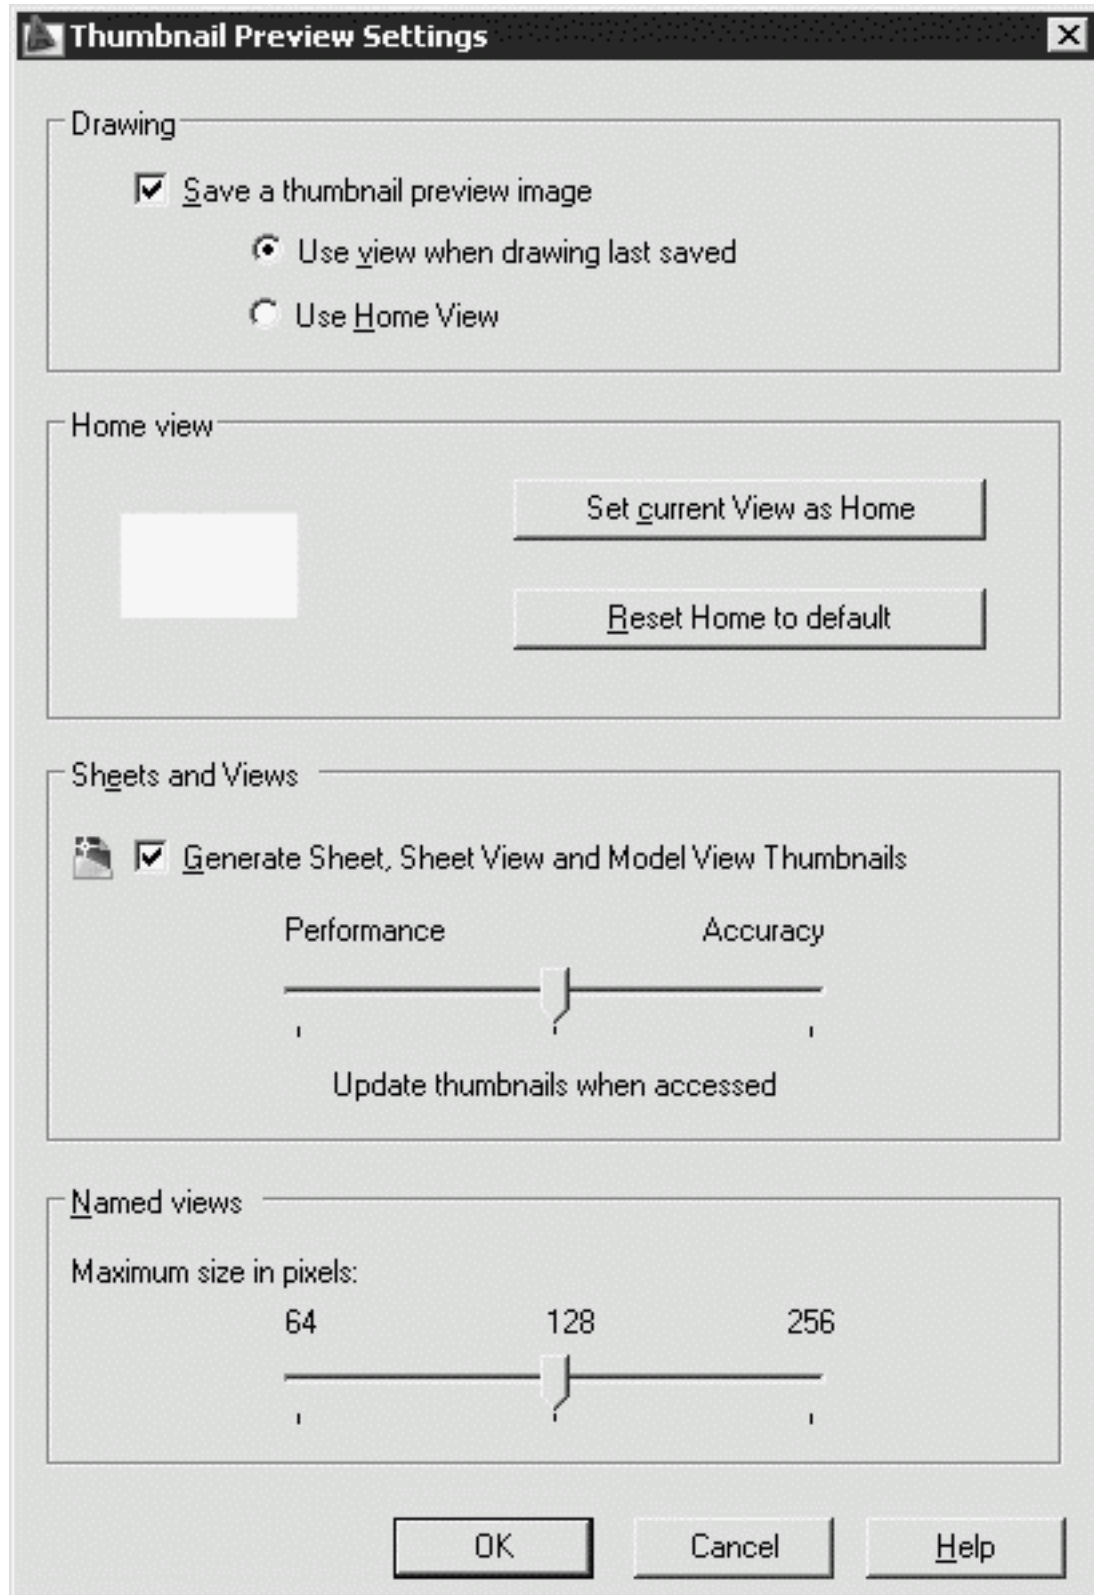 Thumbnail Preview Settings
Drawing
Save a thumbnail preview image
Use view when drawing last saved
Use Home View
Home view
Set current View as Home
Reset Home to default
Sheets and Views
Generate Sheet, Sheet View and Model View Thumbnails
Performance Accuracy
Update thumbnails when accessed
Named views
Maximum size in pixels:
64 128 256
OK Cancel Help